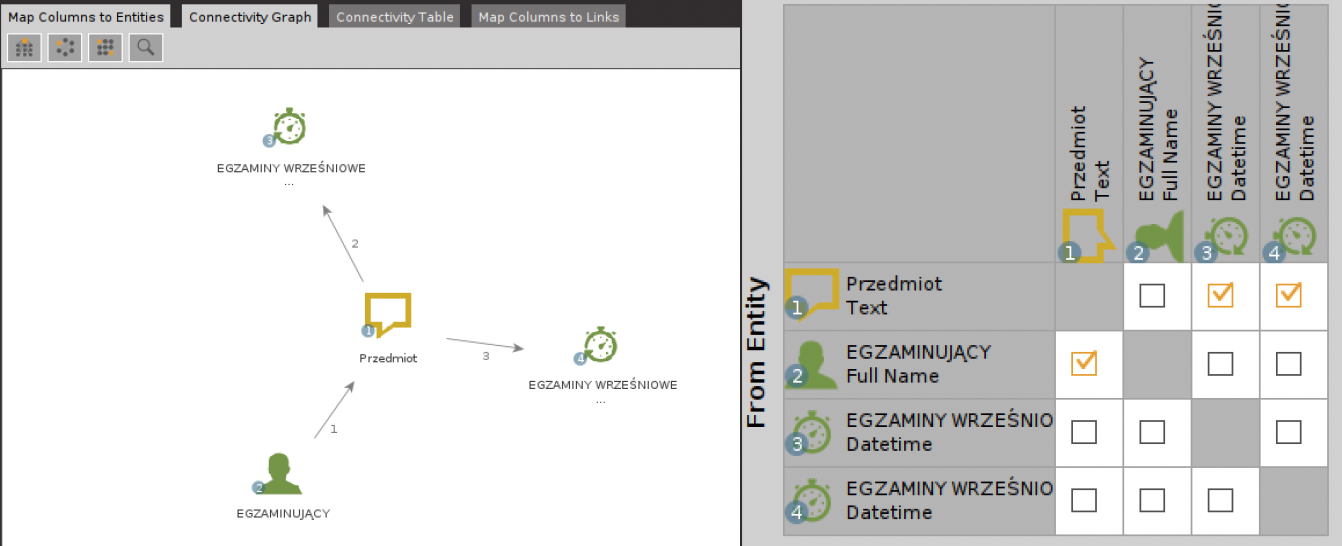 Map Columns to Entities
Connectivity Graph
Connectivity Table
Map Columns to Links
3
EGZAMINY WRZEŚNIOWE
...
2
1
Przedmiot
3
4
EGZAMINY WRZEŚNIOWE
...
1
2
EGZAMINUJĄCY
Przedmiot
Text
EGZAMINUJĄCY
Full Name
EGZAMINY WRZEŚNIO
Datetime
EGZAMINY WRZEŚNIO
Datetime
1
2
3
4
From Entity
1
Przedmiot
Text
2
EGZAMINUJĄCY
Full Name
3
EGZAMINY WRZEŚNIO
Datetime
4
EGZAMINY WRZEŚNIO
Datetime